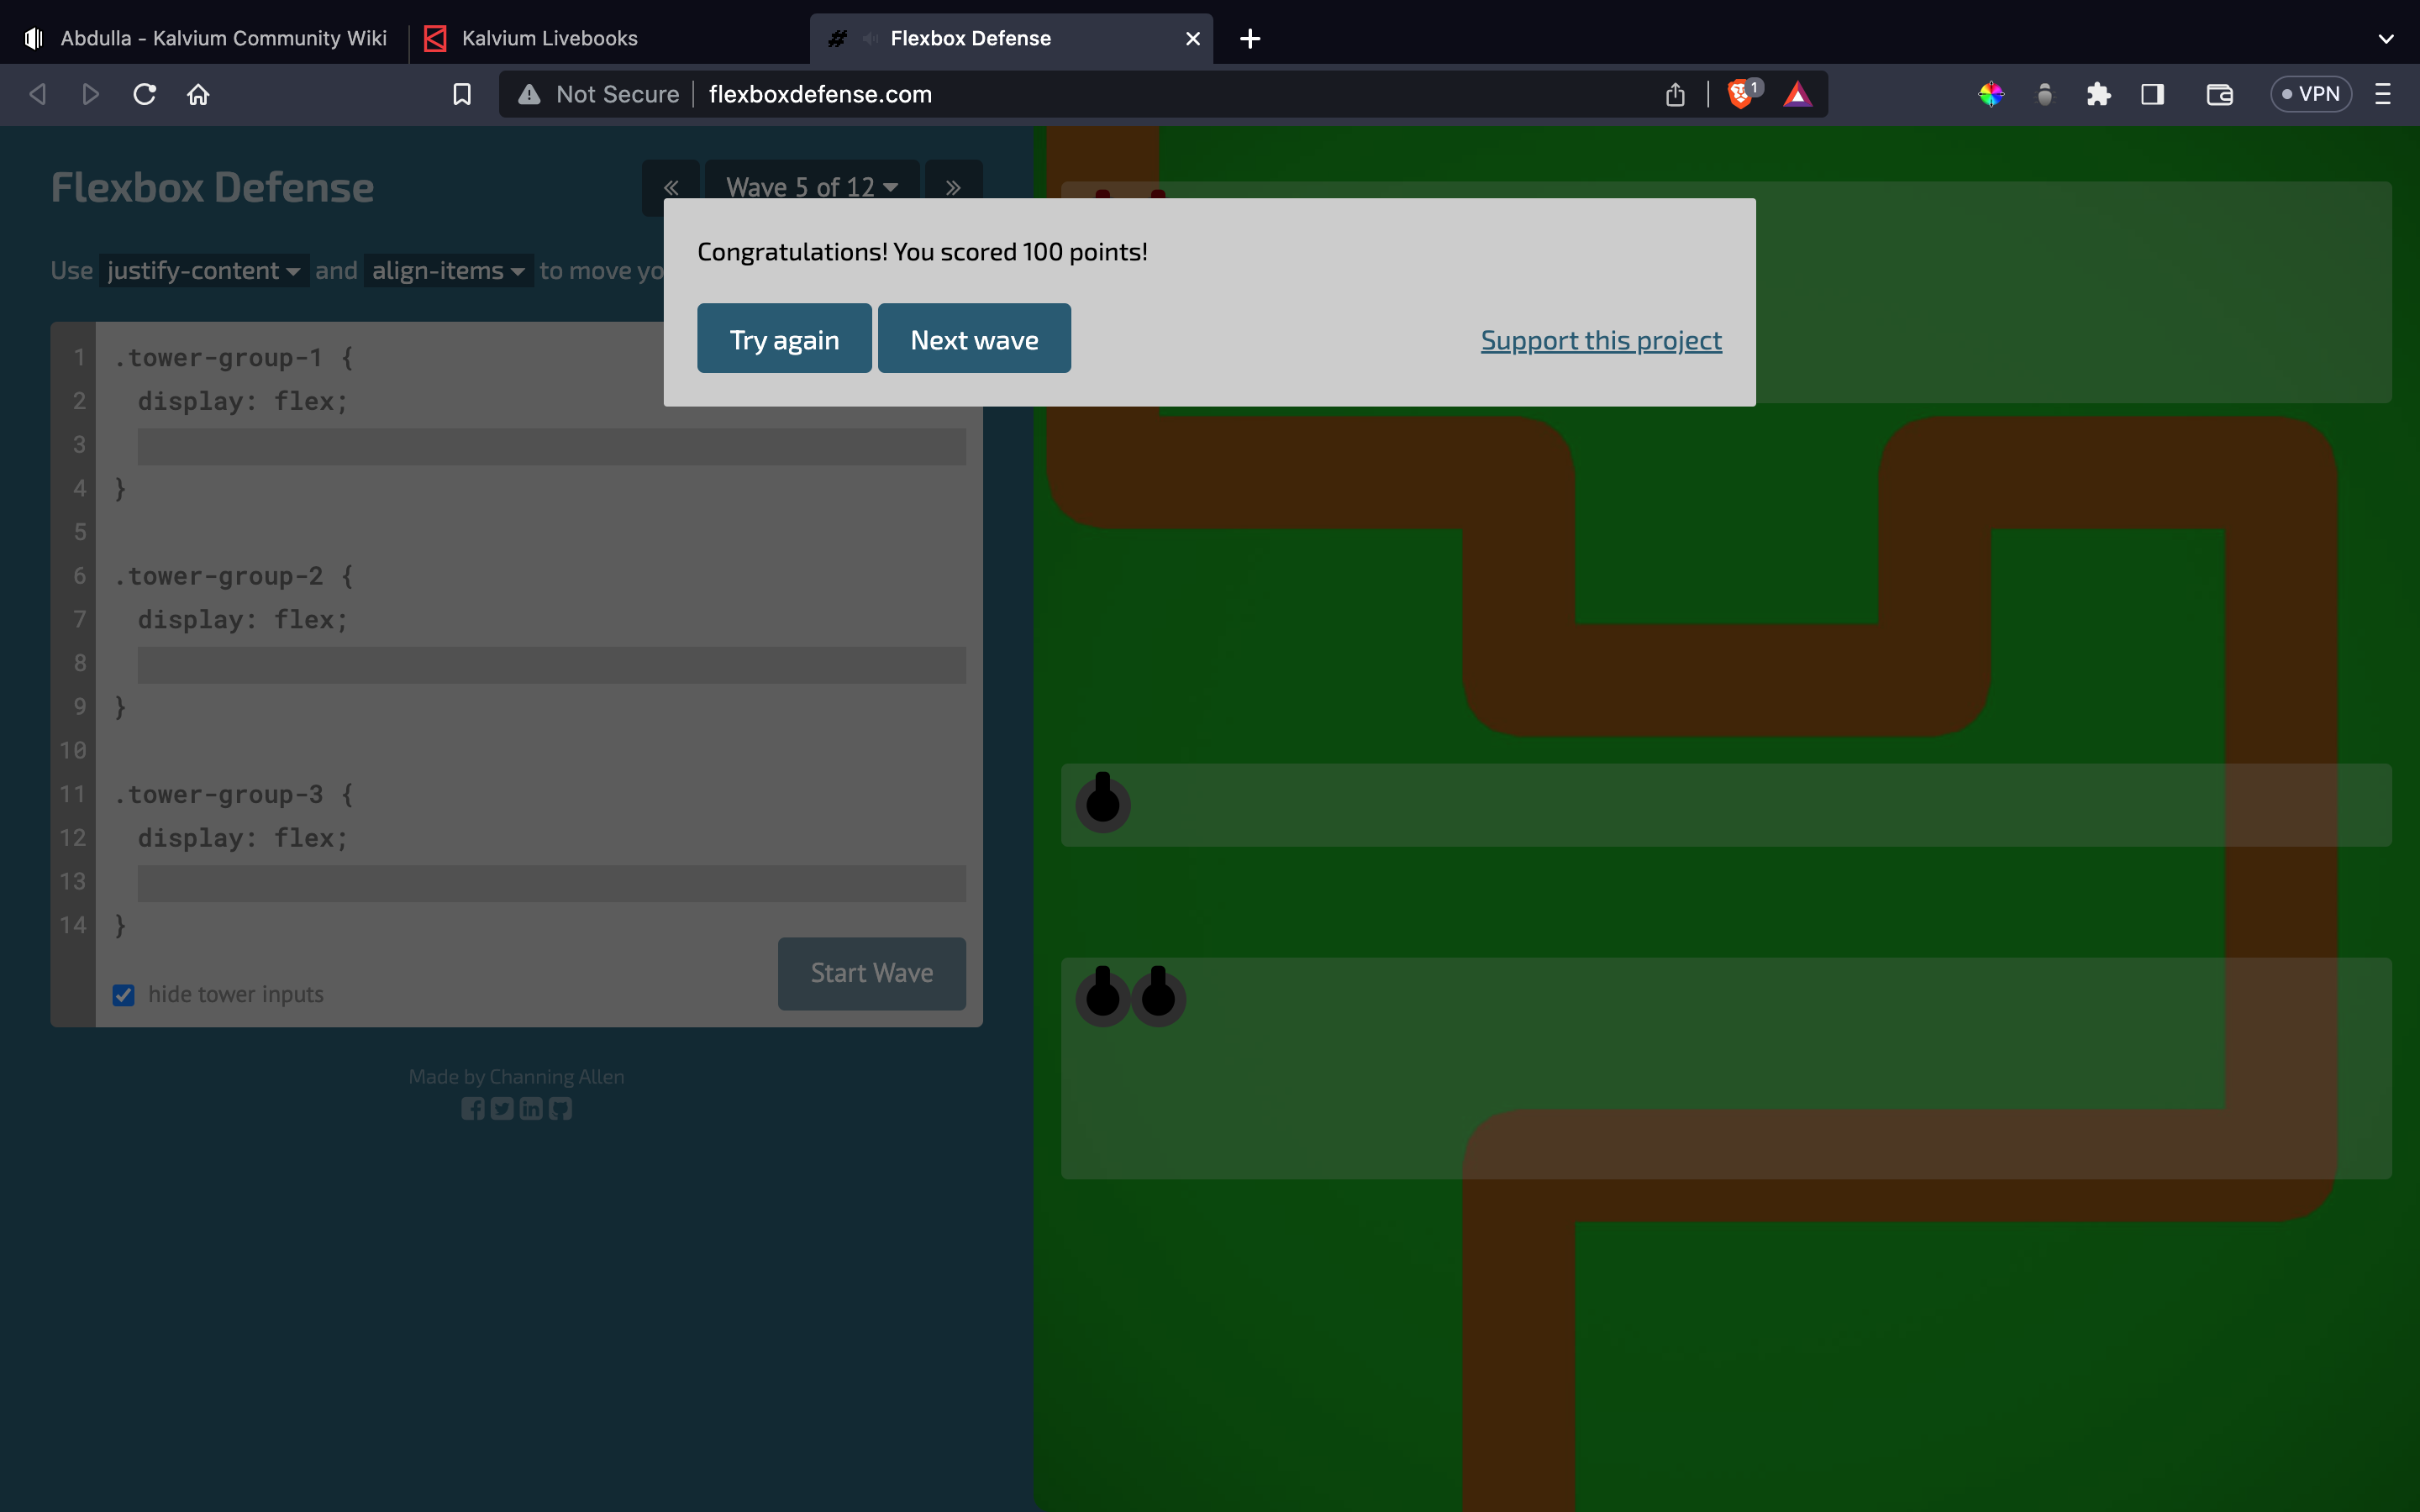 Abdulla - Kalvium Community Wiki
Kalvium Livebooks
Flexbox Defense
Not Secure
flexboxdefense.com
1
VPN
Flexbox Defense
Wave 5 of 12
Use justify-content and align-items to move yo
Congratulations! You scored 100 points!
Try again
Next wave
Support this project
1 .tower-group-1 {
2 display: flex;
3
4 }
5
6 .tower-group-2 {
7 display: flex;
8
9 }
10
11 .tower-group-3 {
12 display: flex;
13
14 }
hide tower inputs
Start Wave
Made by Channing Allen